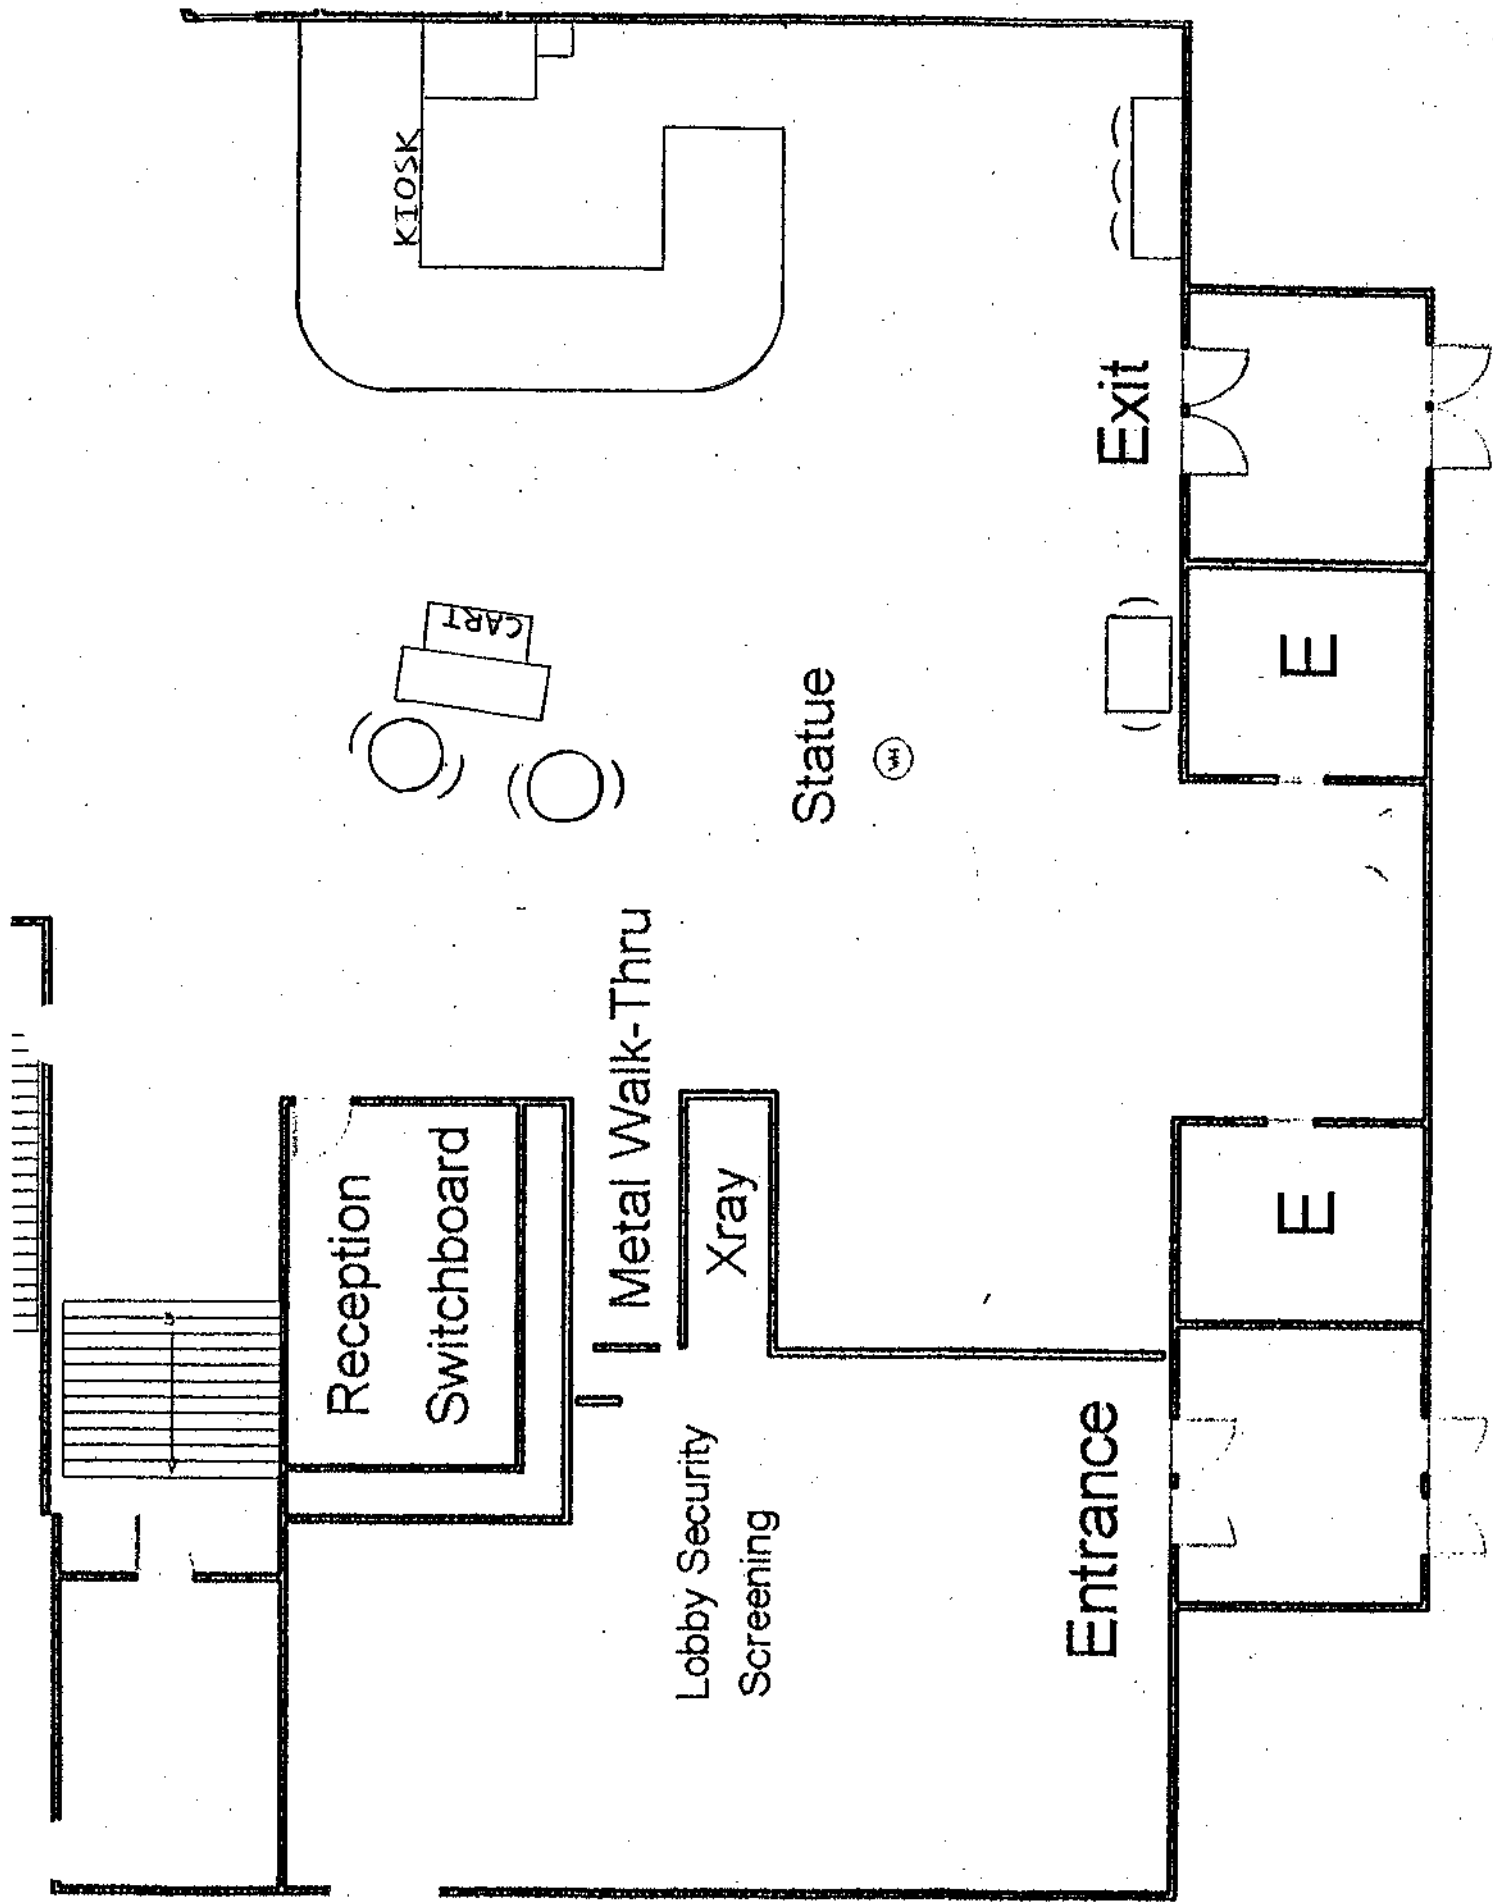 KIOSK
CART
Exit
E
Statue
Metal Walk-Thru
Xray
Reception
Switchboard
E
Lobby Security
Screening
Entrance